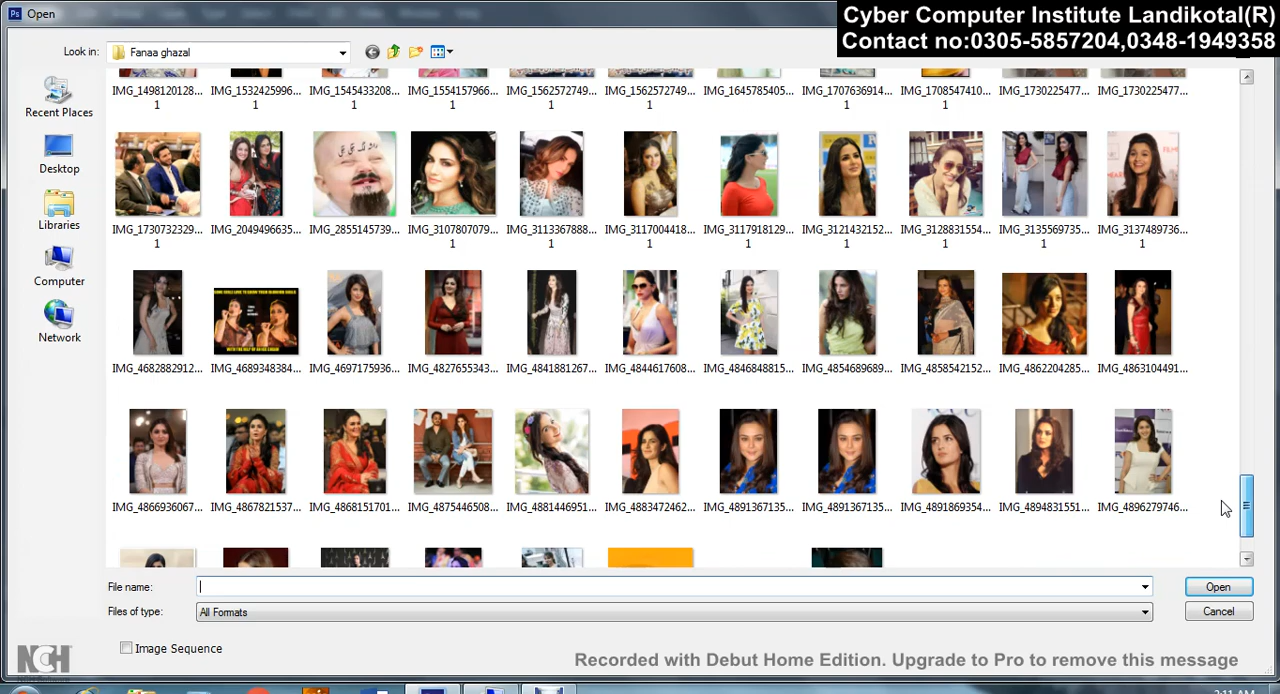 Open
Cyber Computer Institute Landikotal(R)
Contact no:0305-5857204,0348-1949358
Look in:
Fanaa ghazal
Recent Places
Desktop
Libraries
Computer
Network
IMG_1498120128... 1
IMG_1532425996... 1
IMG_1545433208... 1
IMG_1554157966... 1
IMG_1562572749... 1
IMG_1562572749... 1
IMG_1645785405... 1
IMG_1707636914... 1
IMG_1708547410... 1
IMG_1730225477... 1
IMG_1730225477... 1
IMG_1730732329... 1
IMG_2049496635... 1
IMG_2855145739... 1
IMG_3107807079... 1
IMG_3113367888... 1
IMG_3117004418... 1
IMG_3117918129... 1
IMG_3121432152... 1
IMG_3128831554... 1
IMG_3135569735... 1
IMG_3137489736... 1
IMG_4682882912...
IMG_4689348384...
IMG_4697175936...
IMG_4827655343...
IMG_4841881267...
IMG_4844617608...
IMG_4846848815...
IMG_4854689689...
IMG_4858542152...
IMG_4862204285...
IMG_4863104491...
IMG_4866936067...
IMG_4867821537...
IMG_4868151701...
IMG_4875446508...
IMG_4881446951...
IMG_4883472462...
IMG_4891367135...
IMG_4891367135...
IMG_4891869354...
IMG_4894831551...
IMG_4896279746...
File name:
Open
Files of type:
All Formats
Cancel
Image Sequence
NCH
Recorded with Debut Home Edition. Upgrade to Pro to remove this message